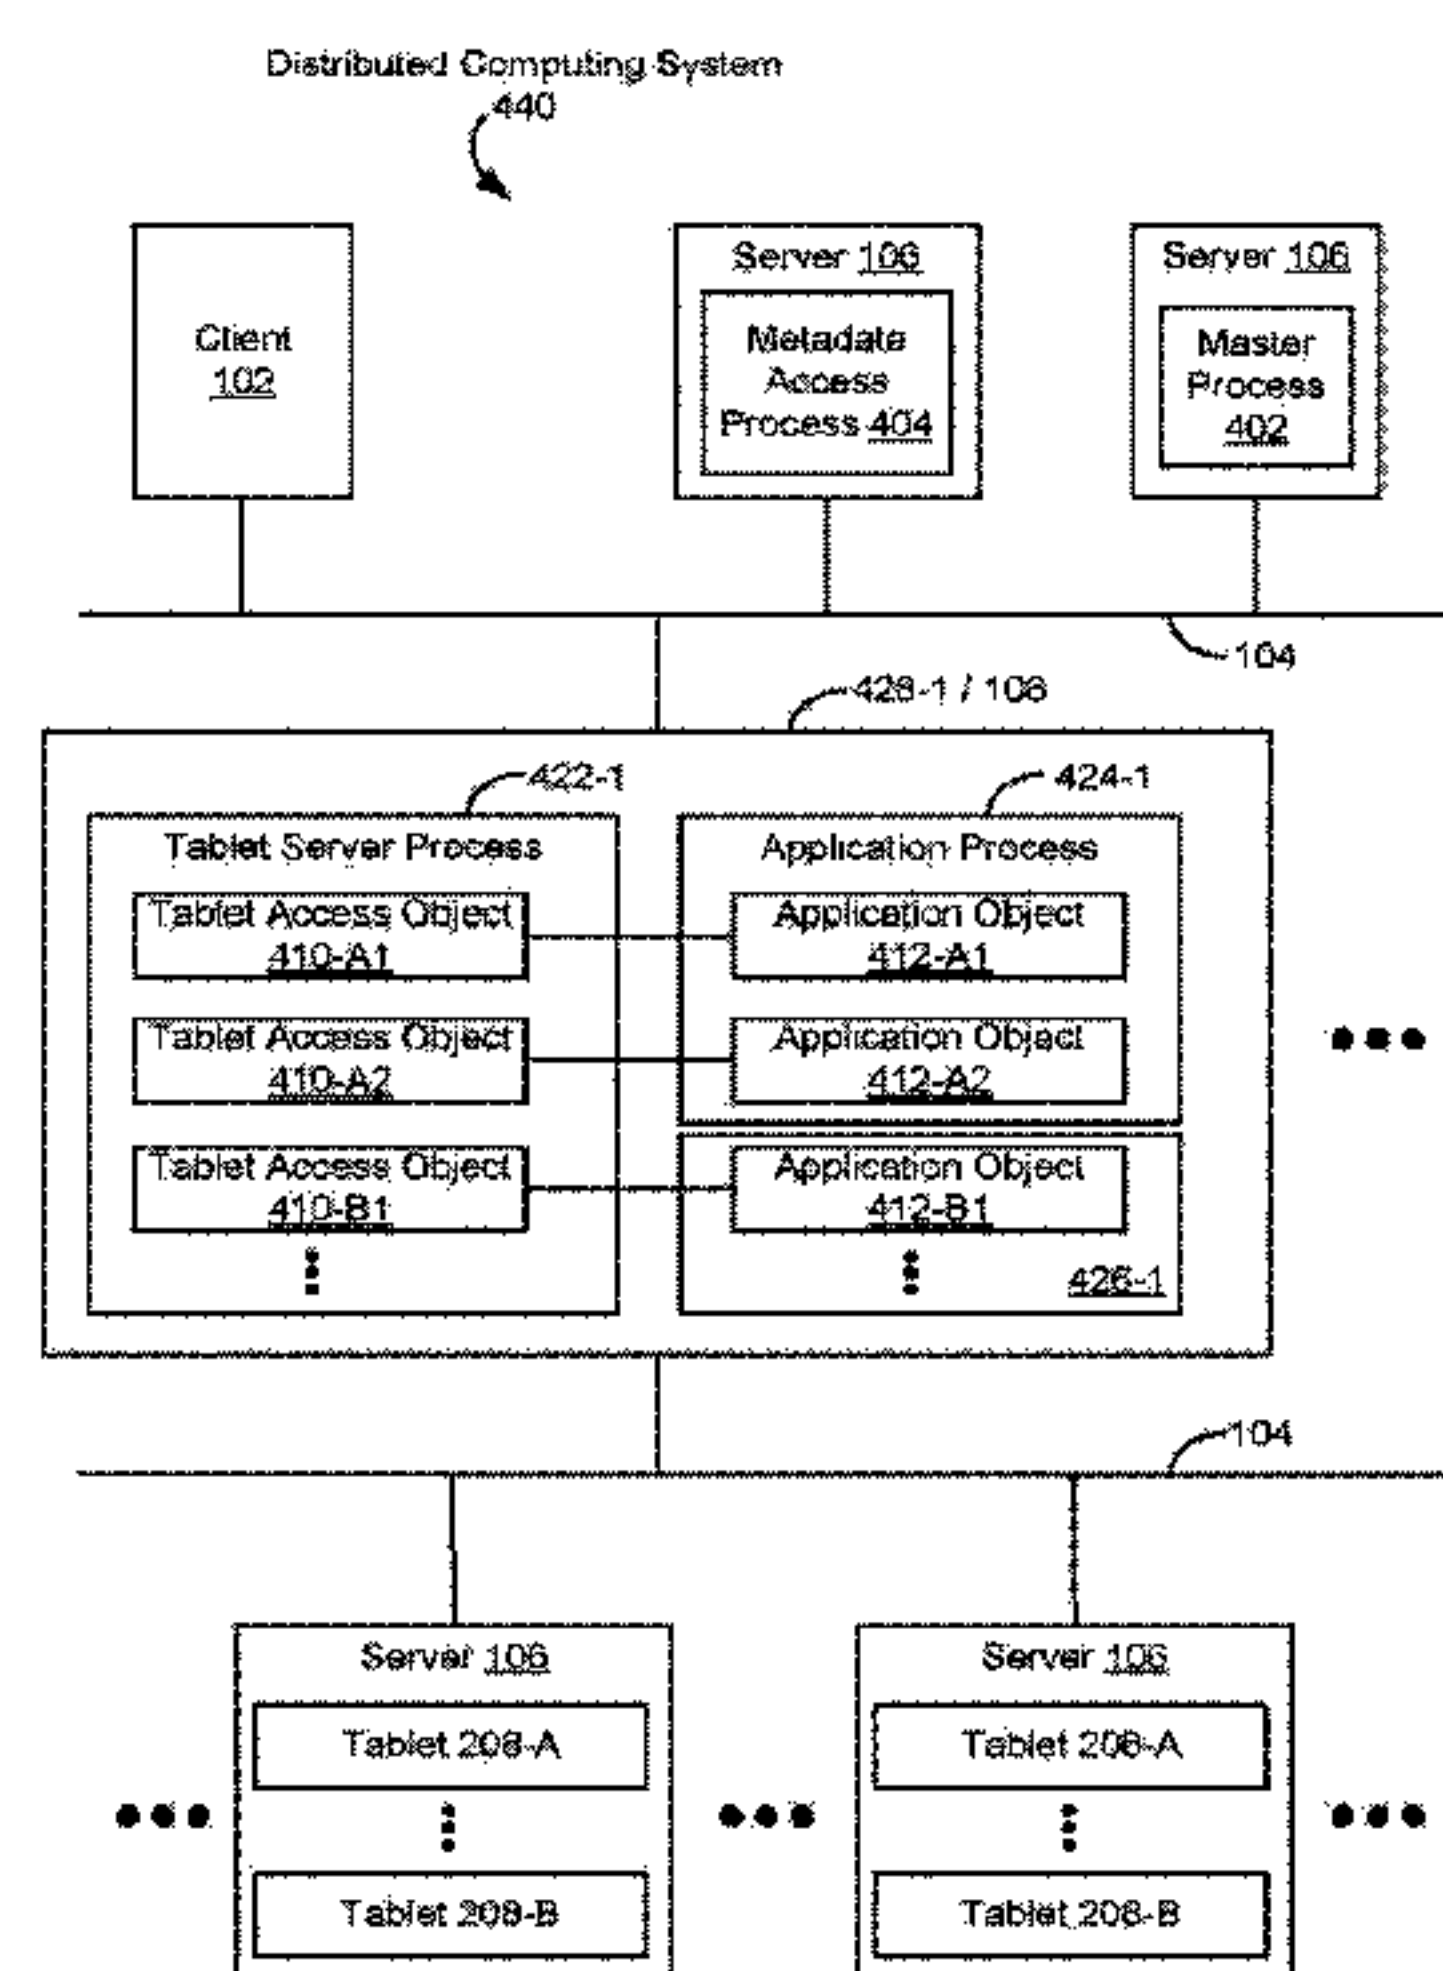 Distributed Computing System
440
Client
102
Server 106
Metadate
Access
Process 404
Server 106
Master
Process
402
104
428-1 / 106
422-1
424-1
Tablet Server Process
Application Process
Tablet Access Object
410-A1
Application Object
412-A1
Tablet Access Object
410-A2
Application Object
412-A2
Tablet Access Object
410-B1
Application Object
412-B1
426-1
104
Server 106
Server 106
Tablet 208-A
Tablet 208-A
Tablet 208-B
Tablet 208-B